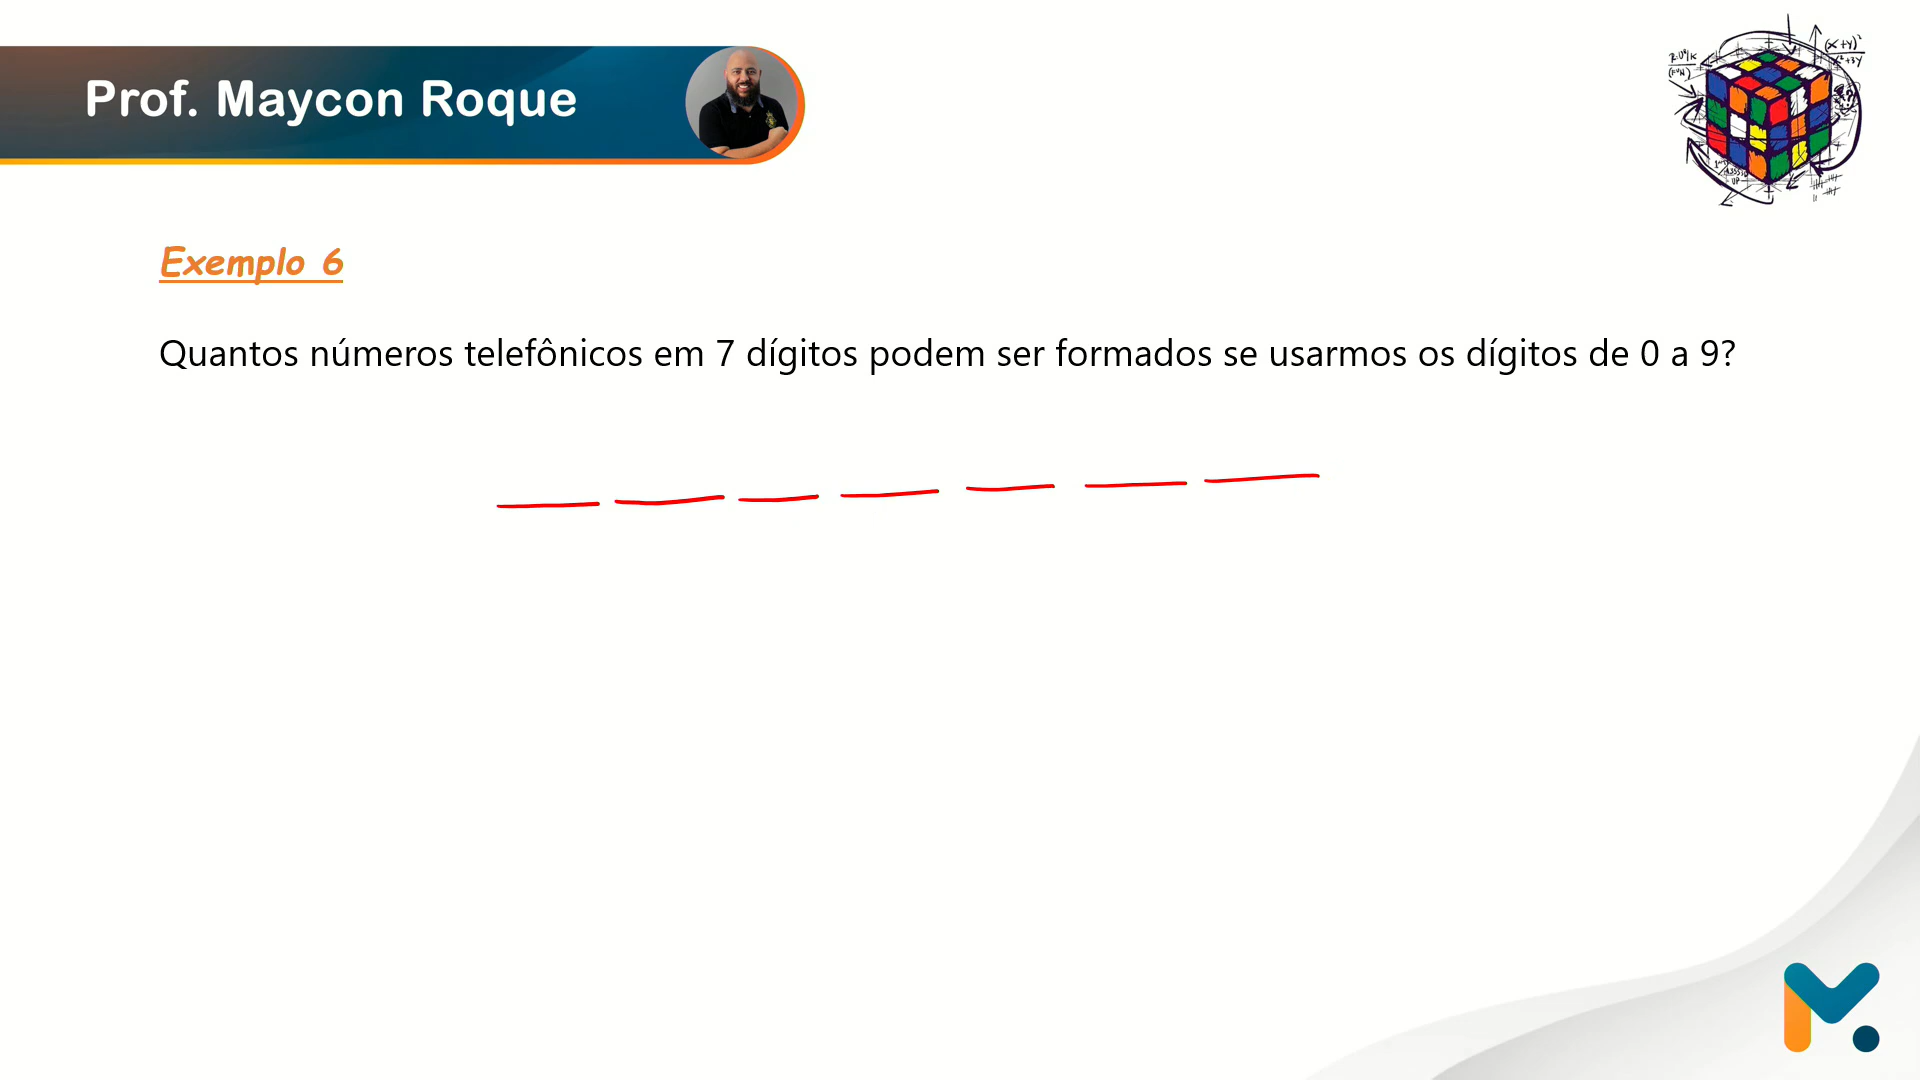 Prof. Maycon Roque
Exemplo 6
Quantos números telefônicos em 7 dígitos podem ser formados se usarmos os dígitos de 0 a 9?